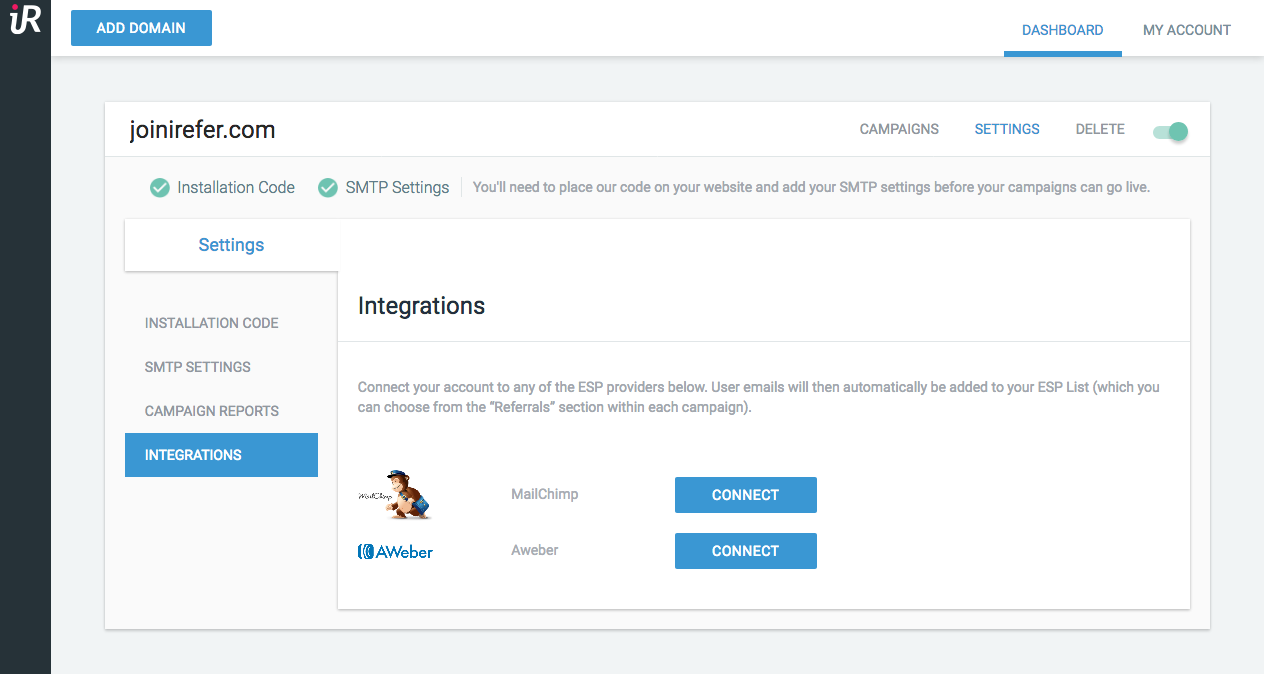 iR
ADD DOMAIN
DASHBOARD
MY ACCOUNT
joinirefer.com
CAMPAIGNS
SETTINGS
DELETE
Installation Code
SMTP Settings
You'll need to place our code on your website and add your SMTP settings before your campaigns can go live.
Settings
INSTALLATION CODE
SMTP SETTINGS
CAMPAIGN REPORTS
INTEGRATIONS
Integrations
Connect your account to any of the ESP providers below. User emails will then automatically be added to your ESP List (which you
can choose from the “Referrals” section within each campaign).
MailChimp
MailChimp
CONNECT
AWeber
Aweber
CONNECT